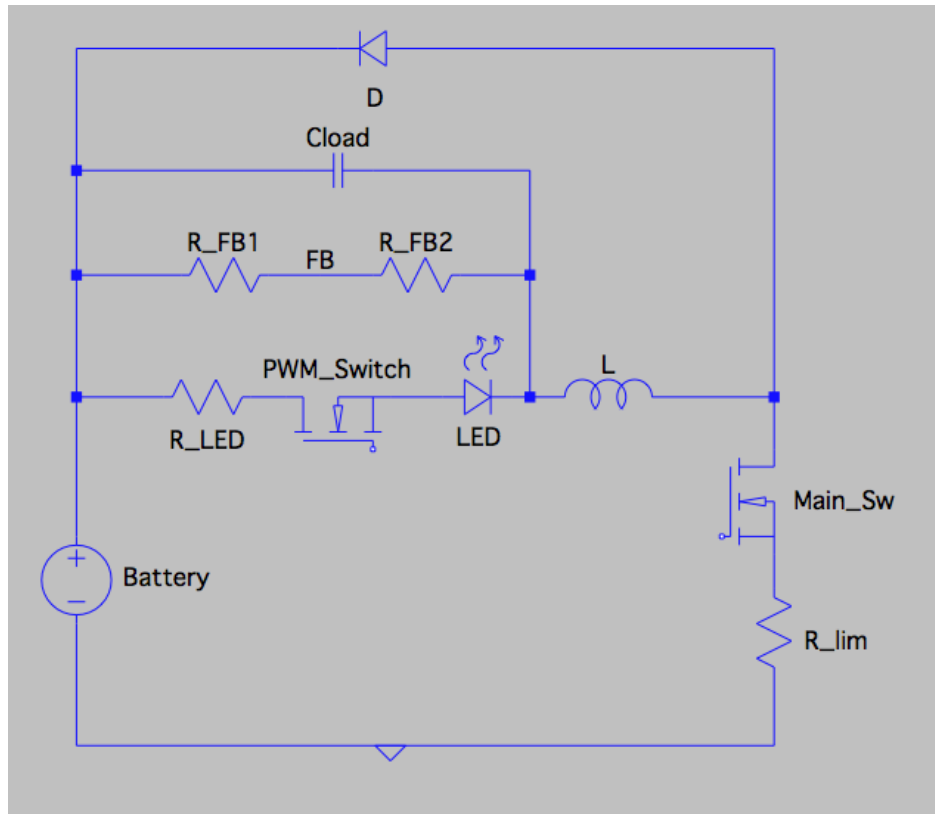 D
Cload
R_FB1
FB
R_FB2
PWM_Switch
L
R_LED
LED
Main_Sw
Battery
R_lim